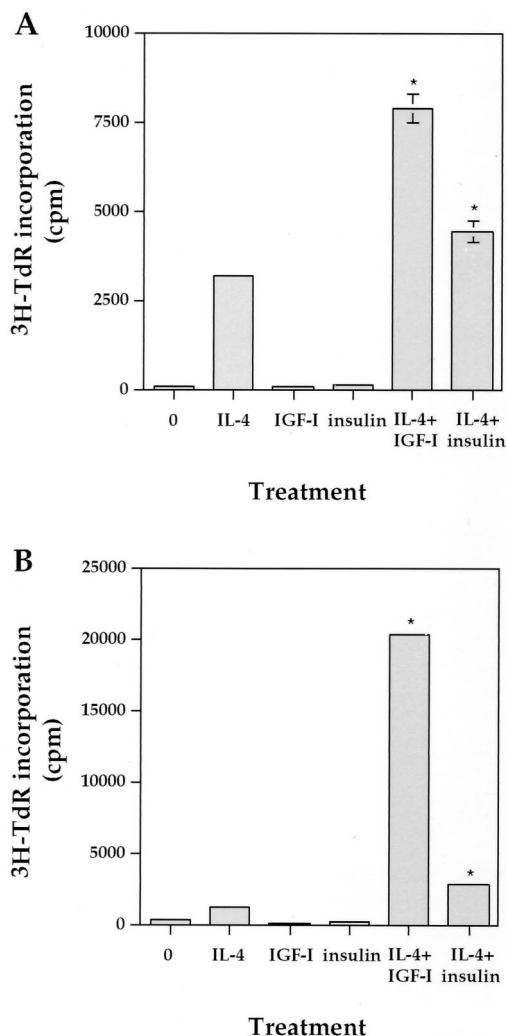 A
3H-TdR incorporation
(cpm)
10000
7500
5000
2500
0
*
*
0 IL-4 IGF-I insulin IL-4+ IL-4+
IGF-I insulin
Treatment
B
3H-TdR incorporation
(cpm)
25000
20000
15000
10000
5000
0
*
*
0 IL-4 IGF-I insulin IL-4+ IL-4+
IGF-I insulin
Treatment